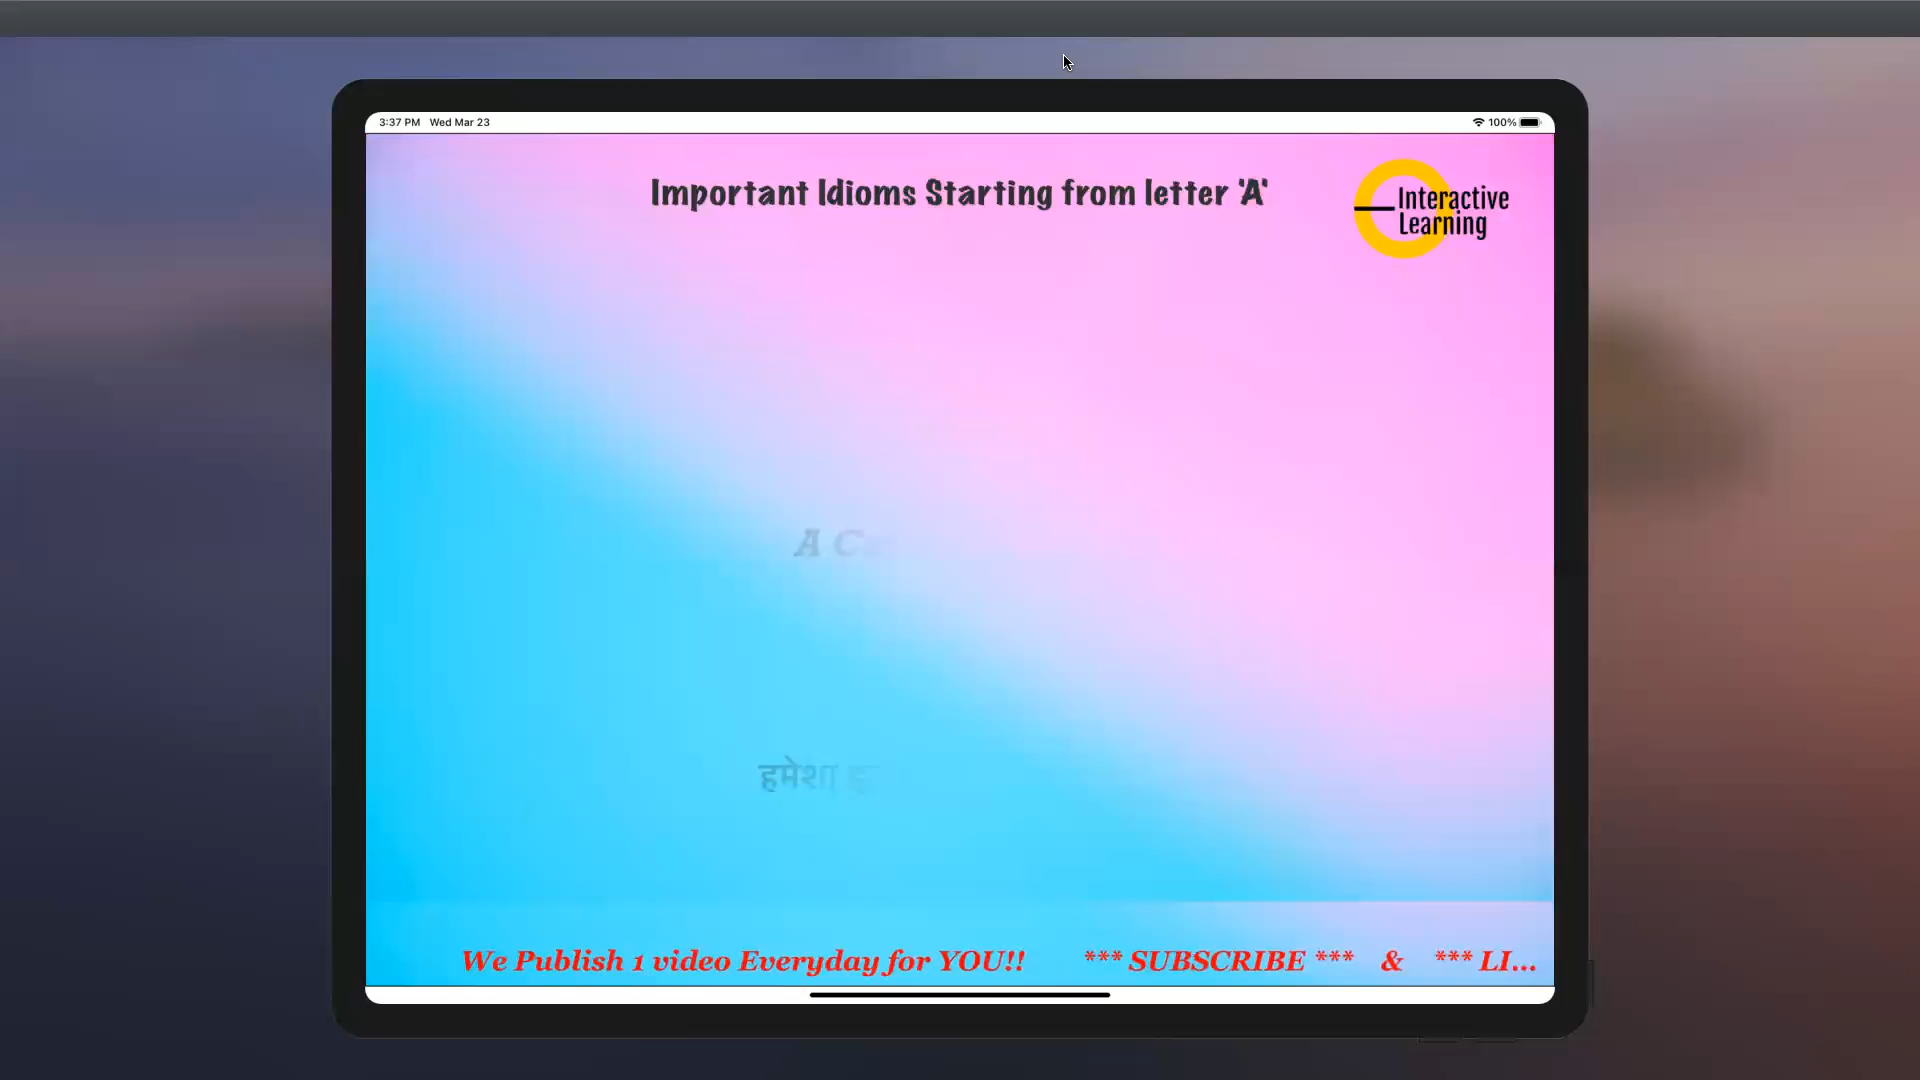 3:37 PM Wed Mar 23
100%
Important Idioms Starting from letter 'A'
Interactive
Learning
A
हमेशा
We Publish 1 video Everyday for YOU!! *** SUBSCRIBE *** & *** LI...